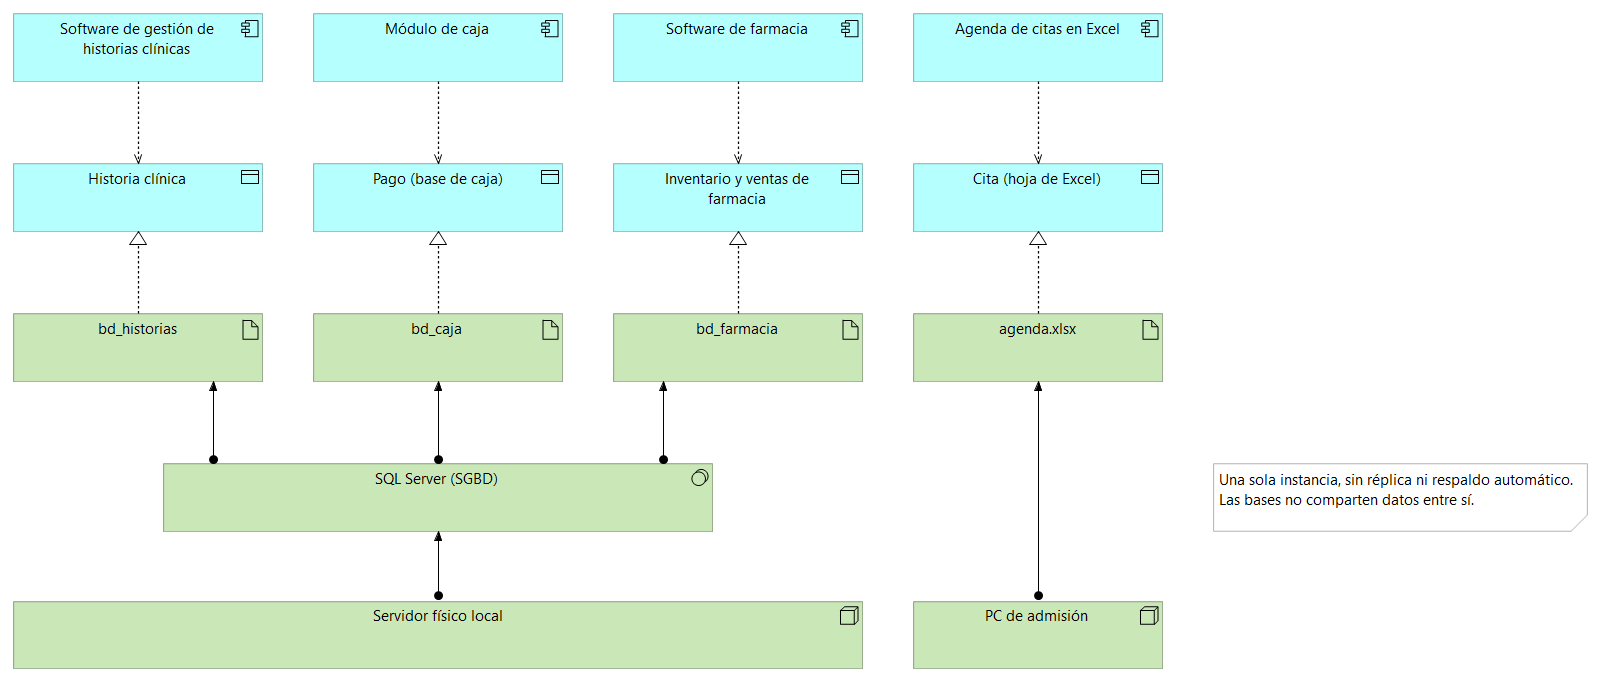 Software de gestión de
historias clínicas
Módulo de caja
Software de farmacia
Agenda de citas en Excel
Historia clínica
Pago (base de caja)
Inventario y ventas de
farmacia
Cita (hoja de Excel)
bd_historias
bd_caja
bd_farmacia
agenda.xlsx
SQL Server (SGBD)
Una sola instancia, sin réplica ni respaldo automático.
Las bases no comparten datos entre sí.
Servidor físico local
PC de admisión